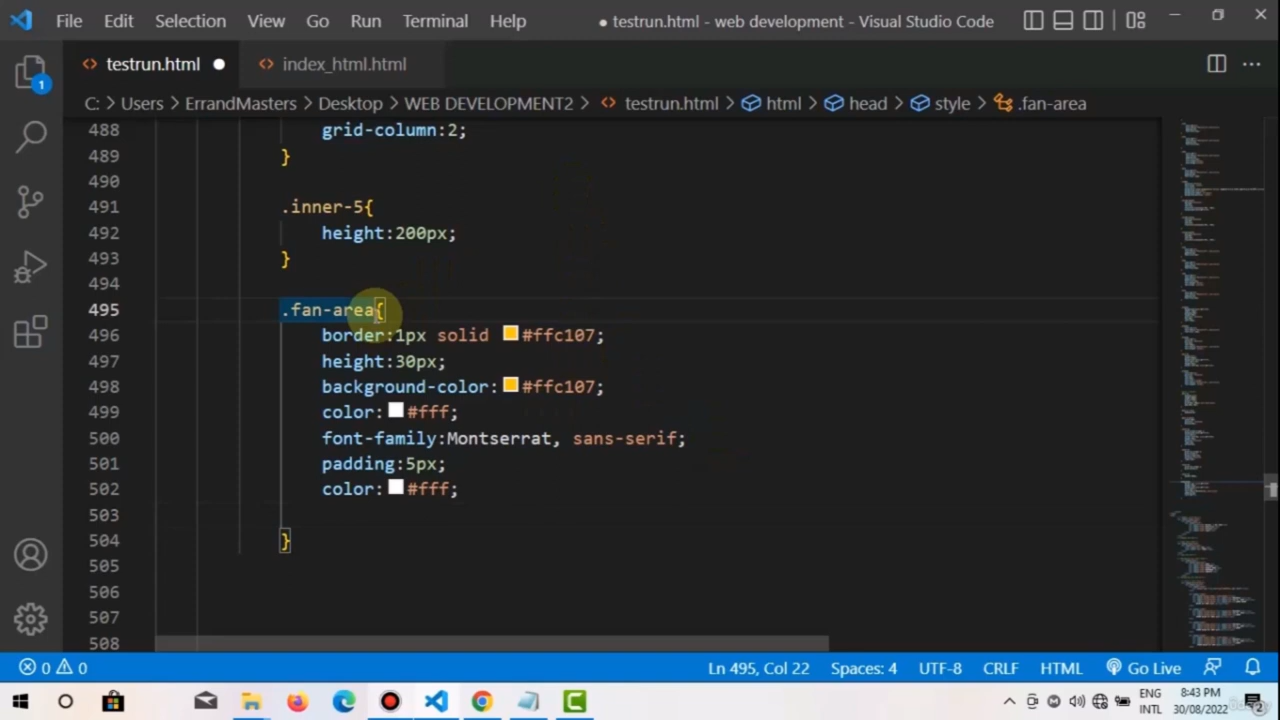 File Edit Selection View Go Run Terminal Help ● testrun.html - web development - Visual Studio Code
testrun.html index_html.html
C: > Users > ErrandMasters > Desktop > WEB DEVELOPMENT2 > testrun.html > html > head > style > .fan-area
1
488 grid-column:2;
489 }
490
491 .inner-5{
492 height:200px;
493 }
494
495 .fan-area{
496 border:1px solid #ffc107;
497 height:30px;
498 background-color:#ffc107;
499 color:#fff;
500 font-family:Montserrat, sans-serif;
501 padding:5px;
502 color:#fff;
503
504 }
505
506
507
508
0 0 Ln 495, Col 22 Spaces: 4 UTF-8 CRLF HTML Go Live
ENG 8:43 PM
INTL 30/08/2022 2